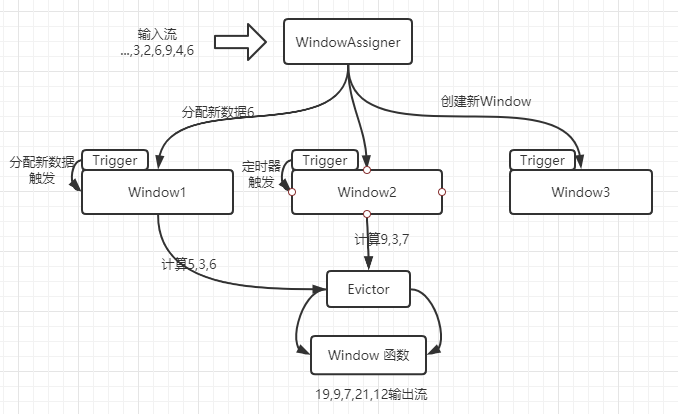 输入流
...,3,2,6,9,4,6
WindowAssigner
分配新数据6
创建新Window
分配新数据
触发
Trigger
Window1
定时器
触发
Trigger
Window2
Trigger
Window3
计算5,3,6
计算9,3,7
Evictor
Window 函数
19,9,7,21,12输出流